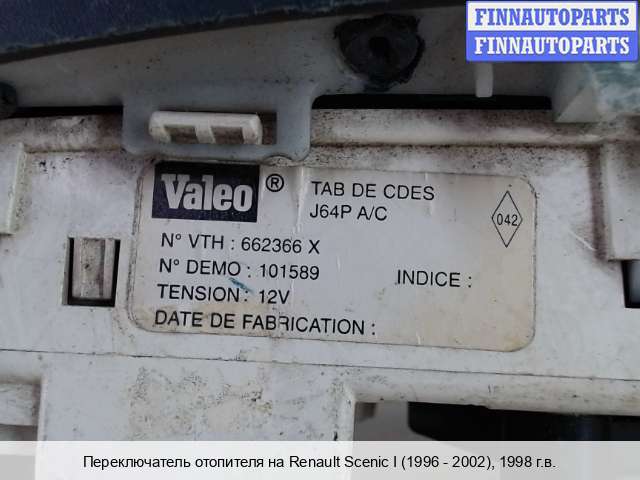 FINNAUTOPARTS
FINNAUTOPARTS
Valeo ®
TAB DE CDES
J64P A/C
042
N° VTH : 662366 X
N° DEMO : 101589
INDICE :
TENSION : 12V
DATE DE FABRICATION :
Переключатель отопителя на Renault Scenic I (1996 - 2002), 1998 г.в.